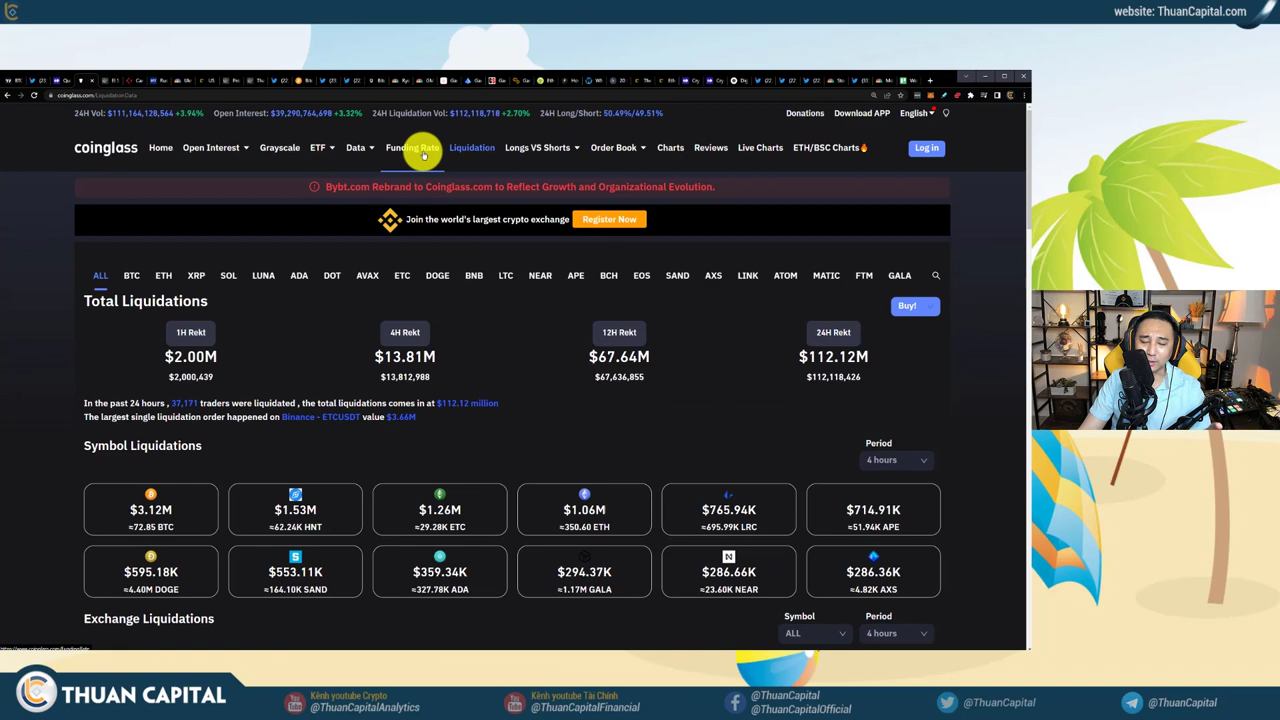 website: ThuanCapital.com
coinglass.com/LiquidationData
24H Vol: $111,164,128,564 +3.94% Open Interest: $39,290,764,698 +3.32% 24H Liquidation Vol: $112,118,718 +2.70% 24H Long/Short: 50.49%/49.51% Donations Download APP English
coinglass Home Open Interest Grayscale ETF Data Funding Rate Liquidation Longs VS Shorts Order Book Charts Reviews Live Charts ETH/BSC Charts Log in
Bybt.com Rebrand to Coinglass.com to Reflect Growth and Organizational Evolution.
Join the world's largest crypto exchange Register Now
ALL BTC ETH XRP SOL LUNA ADA DOT AVAX ETC DOGE BNB LTC NEAR APE BCH EOS SAND AXS LINK ATOM MATIC FTM GALA
Total Liquidations
Buy!
1H Rekt 4H Rekt 12H Rekt 24H Rekt
$2.00M $13.81M $67.64M $112.12M
$2,000,439 $13,812,988 $67,636,855 $112,118,426
In the past 24 hours , 37,171 traders were liquidated , the total liquidations comes in at $112.12 million
The largest single liquidation order happened on Binance - ETCUSDT value $3.66M
Symbol Liquidations
Period
4 hours
$3.12M $1.53M $1.26M $1.06M $765.94K $714.91K
≈72.85 BTC ≈62.24K HNT ≈29.28K ETC ≈350.60 ETH ≈695.99K LRC ≈51.94K APE
$595.18K $553.11K $359.34K $294.37K $286.66K $286.36K
≈4.40M DOGE ≈164.10K SAND ≈327.78K ADA ≈1.17M GALA ≈23.60K NEAR ≈4.82K AXS
Exchange Liquidations
Symbol Period
ALL 4 hours
THUAN CAPITAL
Kênh youtube Crypto
@ThuanCapitalAnalytics
Kênh youtube Tài Chính
@ThuanCapitalFinancial
@ThuanCapital
@ThuanCapitalOfficial
@ThuanCapital
@ThuanCapital